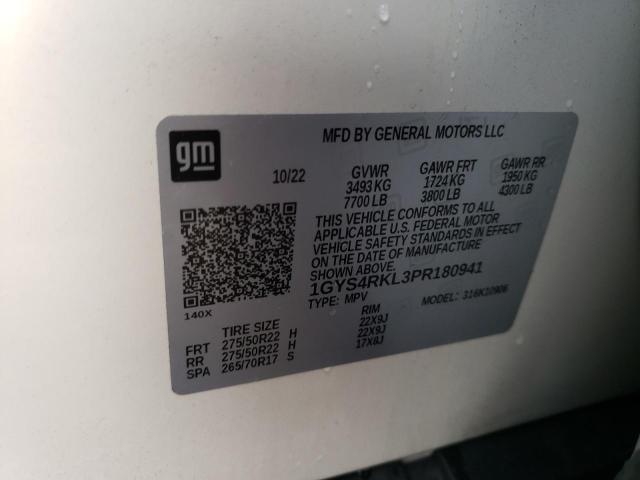 gm
MFD BY GENERAL MOTORS LLC
10/22 GVWR GAWR FRT GAWR RR
3493 KG 1724 KG 1950 KG
7700 LB 3800 LB 4300 LB
THIS VEHICLE CONFORMS TO ALL
APPLICABLE U.S. FEDERAL MOTOR
VEHICLE SAFETY STANDARDS IN EFFECT
ON THE DATE OF MANUFACTURE
SHOWN ABOVE.
1GYS4RKL3PR180941
TYPE: MPV MODEL: 316K10906
140X
TIRE SIZE RIM
FRT 275/50R22 H 22X9J
RR 275/50R22 H 22X9J
SPA 265/70R17 S 17X8J